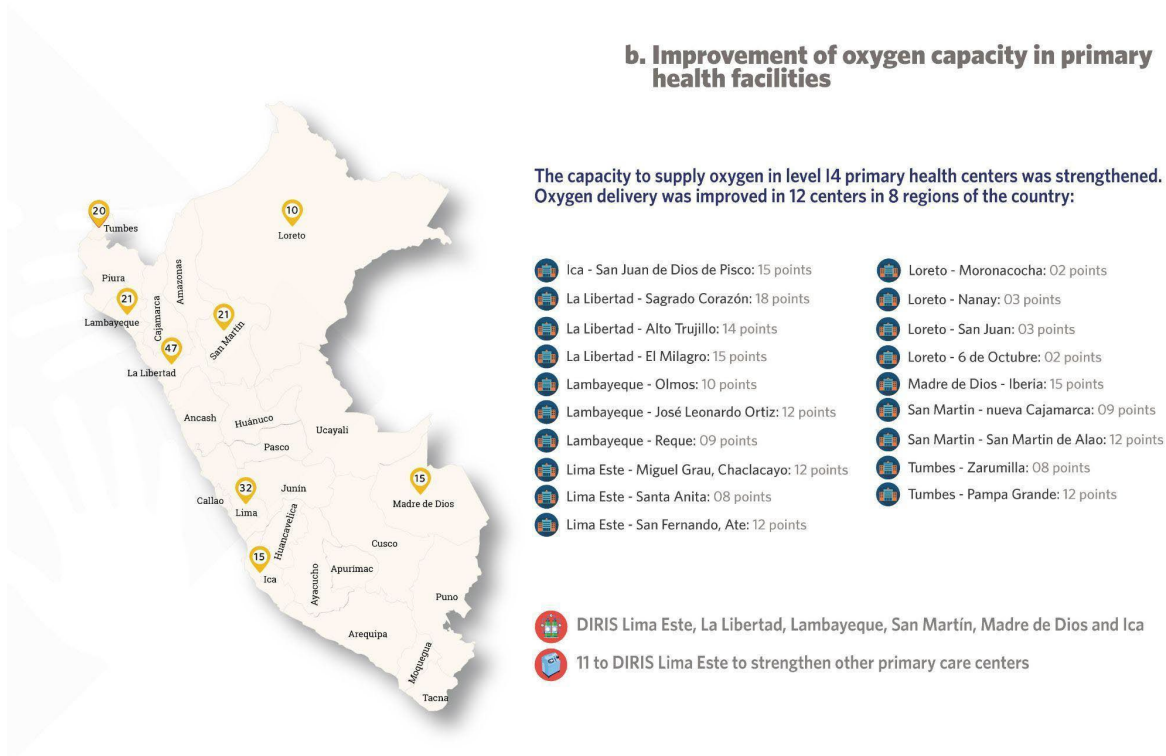 b. Improvement of oxygen capacity in primary
health facilities
The capacity to supply oxygen in level I4 primary health centers was strengthened.
Oxygen delivery was improved in 12 centers in 8 regions of the country:
20
Tumbes
10
Loreto
Piura
Amazonas
21
Lambayeque
Cajamarca
21
San Martin
47
La Libertad
Ancash
Huánuco
Ucayali
Pasco
32
Lima
Callao
Junín
15
Madre de Dios
Huancavelica
15
Ica
Cusco
Ayacucho
Apurimac
Puno
Arequipa
Moquegua
Tacna
Ica - San Juan de Dios de Pisco: 15 points
La Libertad - Sagrado Corazón: 18 points
La Libertad - Alto Trujillo: 14 points
La Libertad - El Milagro: 15 points
Lambayeque - Olmos: 10 points
Lambayeque - José Leonardo Ortiz: 12 points
Lambayeque - Reque: 09 points
Lima Este - Miguel Grau, Chaclacayo: 12 points
Lima Este - Santa Anita: 08 points
Lima Este - San Fernando, Ate: 12 points
Loreto - Moronacocha: 02 points
Loreto - Nanay: 03 points
Loreto - San Juan: 03 points
Loreto - 6 de Octubre: 02 points
Madre de Dios - Iberia: 15 points
San Martin - nueva Cajamarca: 09 points
San Martin - San Martin de Alao: 12 points
Tumbes - Zarumilla: 08 points
Tumbes - Pampa Grande: 12 points
DIRIS Lima Este, La Libertad, Lambayeque, San Martín, Madre de Dios and Ica
11 to DIRIS Lima Este to strengthen other primary care centers